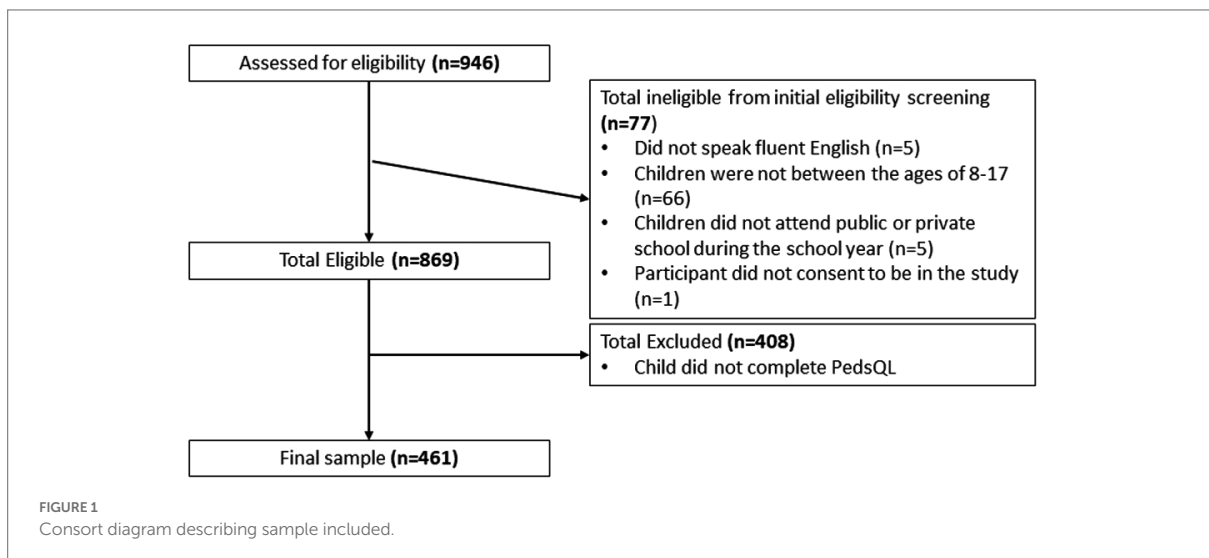 Assessed for eligibility (n=946)
Total ineligible from initial eligibility screening
(n=77)
• Did not speak fluent English (n=5)
• Children were not between the ages of 8-17
(n=66)
• Children did not attend public or private
school during the school year (n=5)
• Participant did not consent to be in the study
(n=1)
Total Eligible (n=869)
Total Excluded (n=408)
• Child did not complete PedsQL
Final sample (n=461)
FIGURE 1
Consort diagram describing sample included.